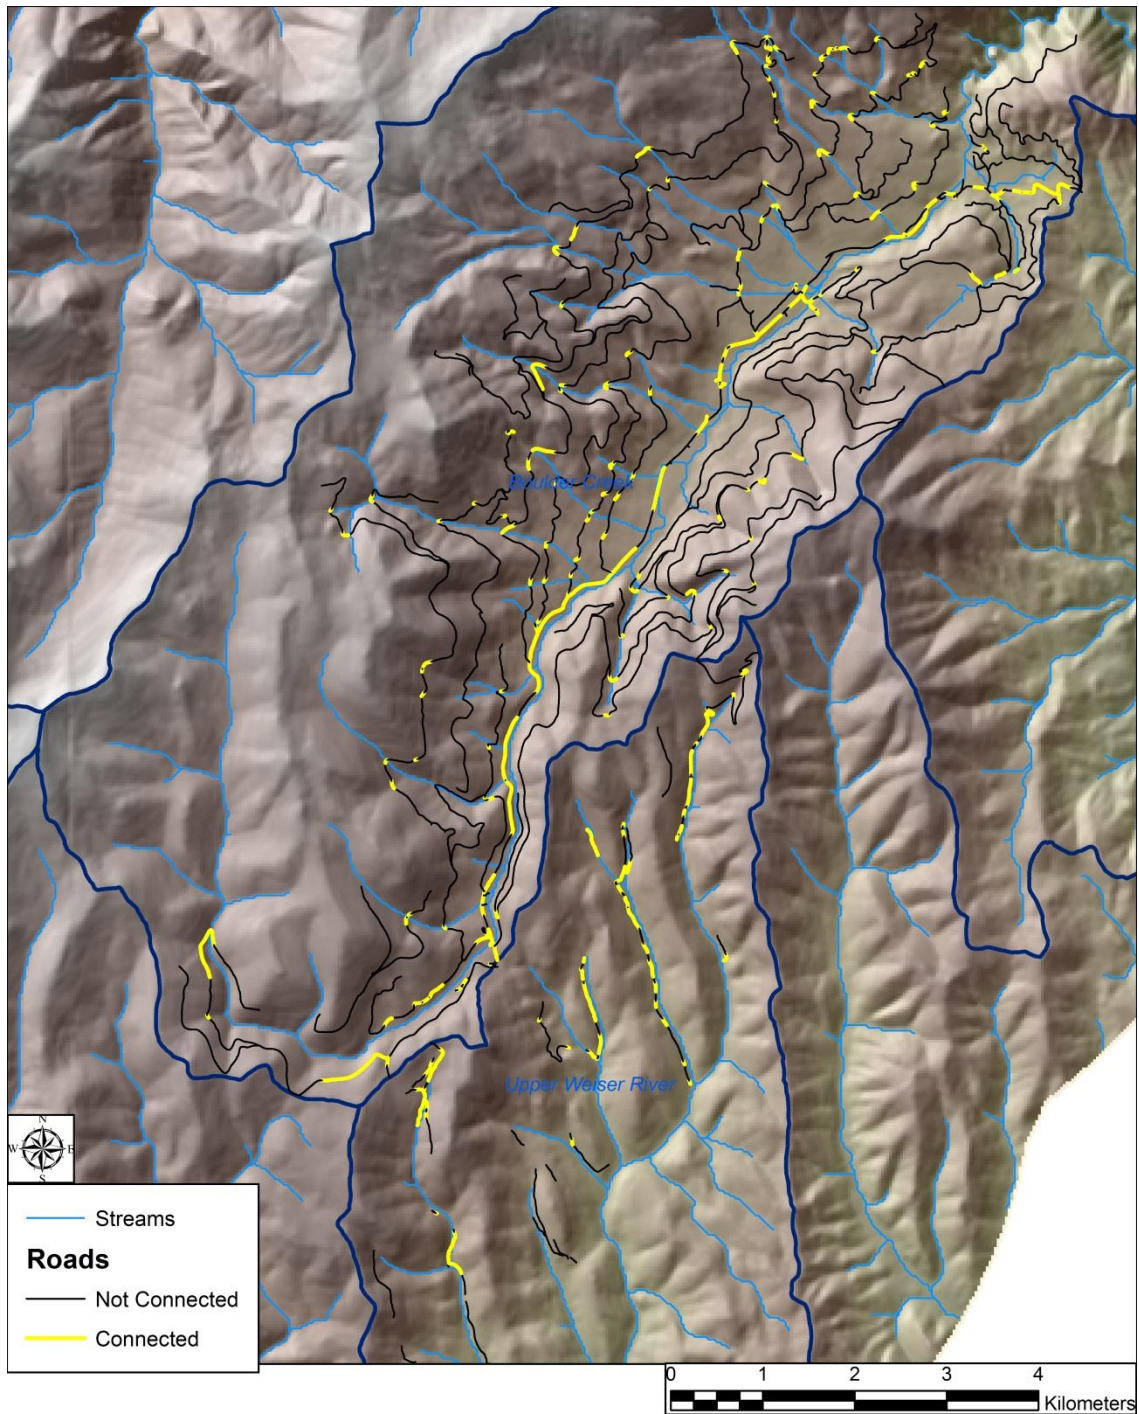 Boulder Creek
Upper Weiser River
N
W E
S
Streams
Roads
Not Connected
Connected
0 1 2 3 4
Kilometers